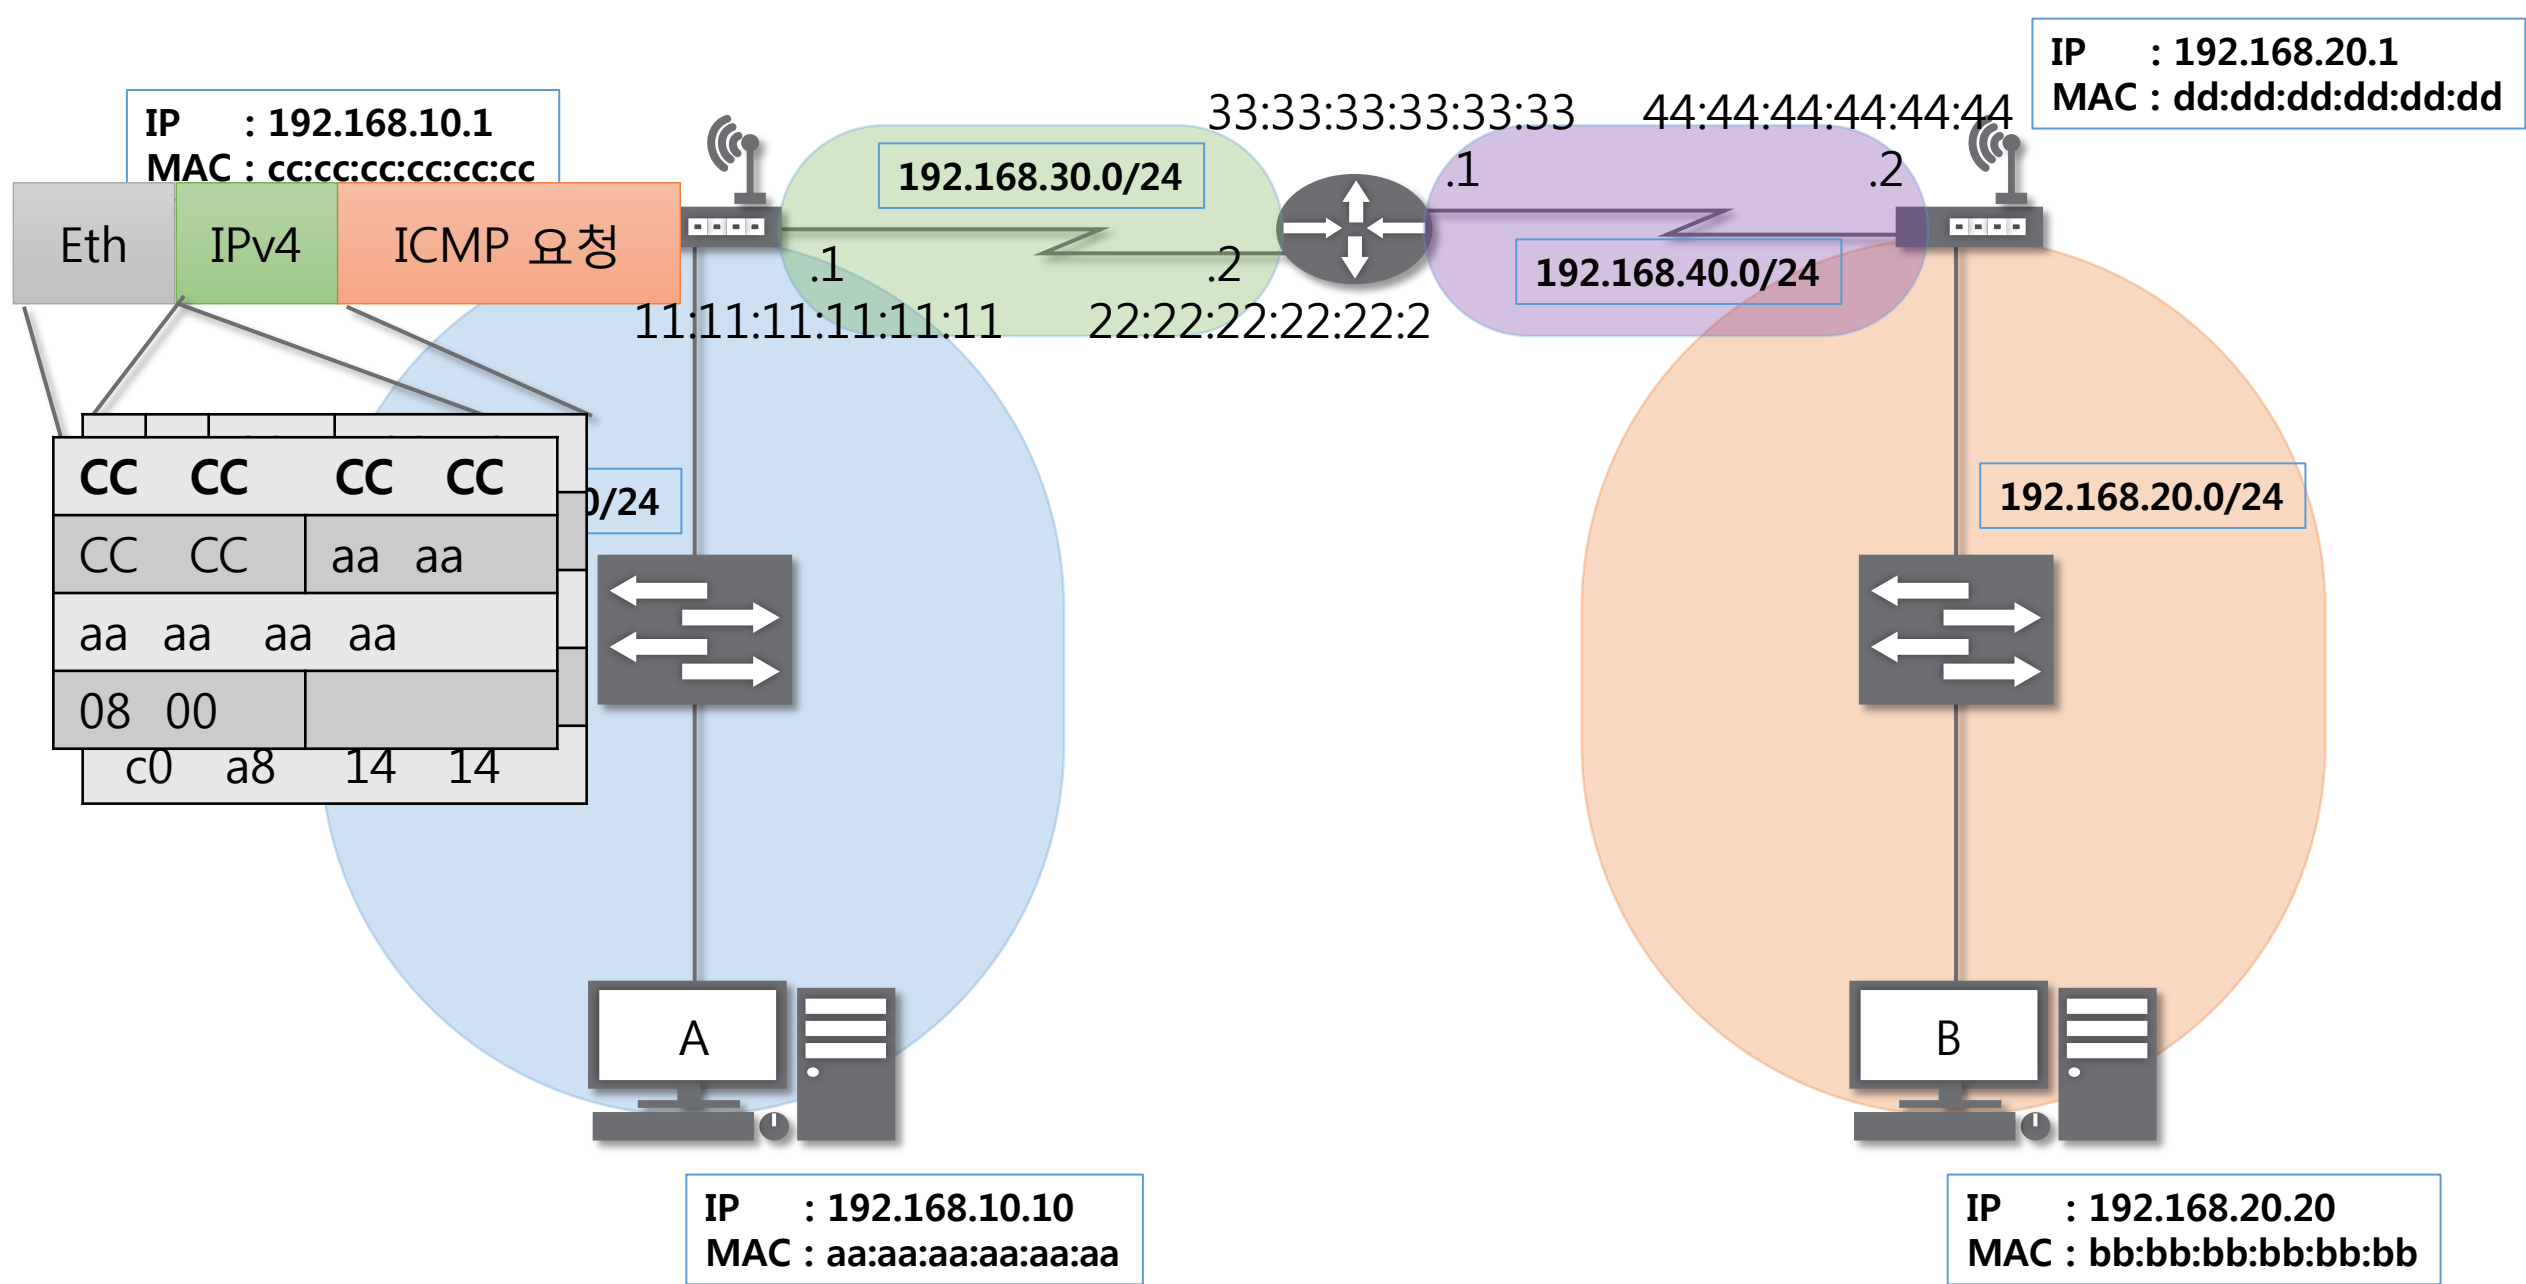 IP : 192.168.20.1
MAC : dd:dd:dd:dd:dd:dd
IP : 192.168.10.1
MAC : cc:cc:cc:cc:cc:cc
33:33:33:33:33:33
44:44:44:44:44:44
192.168.30.0/24
.1
.2
Eth
IPv4
ICMP 요청
.1
.2
192.168.40.0/24
11:11:11:11:11:11
22:22:22:22:22:2
CC CC CC CC
0/24
192.168.20.0/24
CC CC aa aa
aa aa aa aa
08 00
c0 a8 14 14
A
B
IP : 192.168.10.10
MAC : aa:aa:aa:aa:aa:aa
IP : 192.168.20.20
MAC : bb:bb:bb:bb:bb:bb